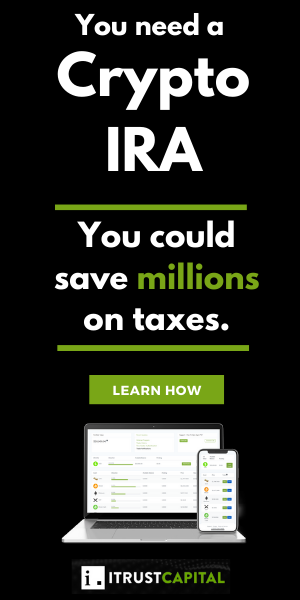 You need a
Crypto
IRA
You could
save millions
on taxes.
LEARN HOW
i. ITRUSTCAPITAL